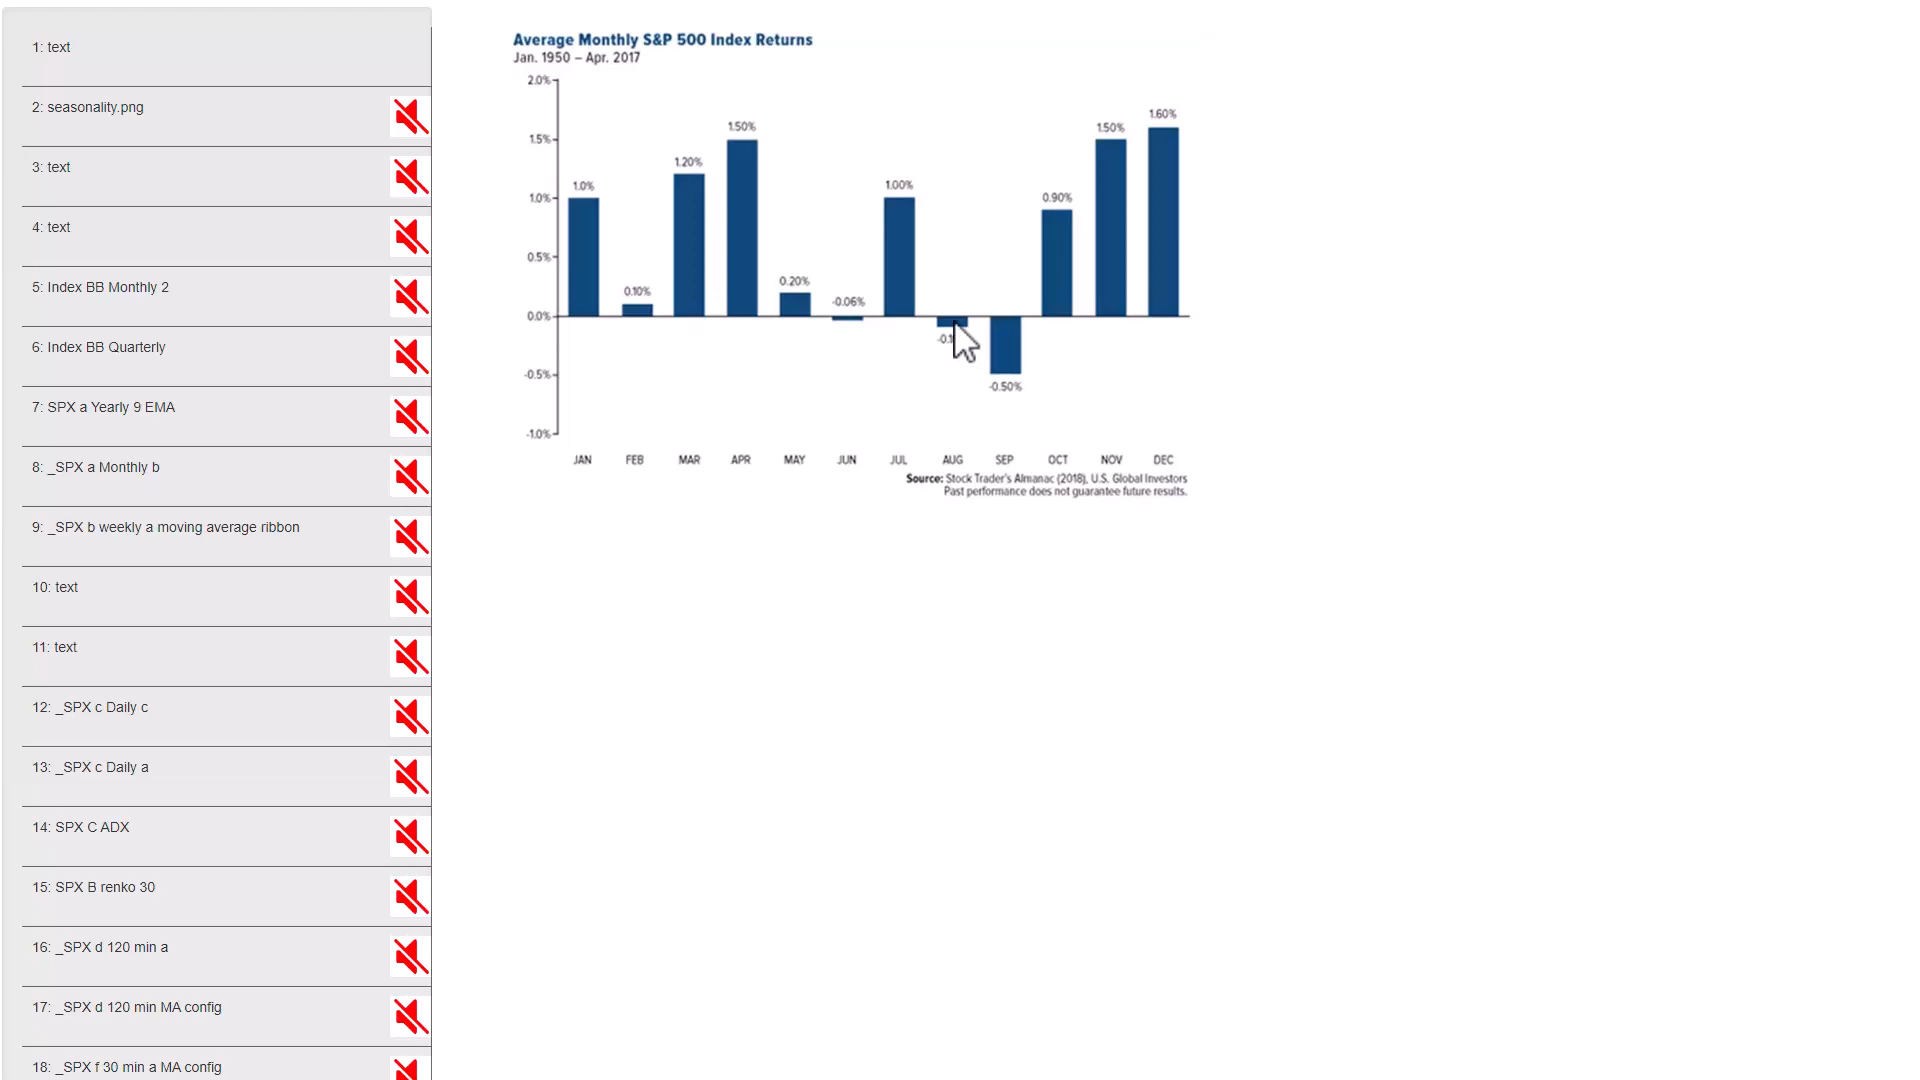 1: text
2: seasonality.png
3: text
4: text
5: Index BB Monthly 2
6: Index BB Quarterly
7: SPX a Yearly 9 EMA
8: _SPX a Monthly b
9: _SPX b weekly a moving average ribbon
10: text
11: text
12: _SPX c Daily c
13: _SPX c Daily a
14: SPX C ADX
15: SPX B renko 30
16: _SPX d 120 min a
17: _SPX d 120 min MA config
18: _SPX f 30 min a MA config
Average Monthly S&P 500 Index Returns
Jan. 1950 – Apr. 2017
2.0%
1.5%
1.0%
0.5%
0.0%
-0.5%
-1.0%
1.0%
0.10%
1.20%
1.50%
0.20%
-0.06%
1.00%
-0.50%
0.90%
1.50%
1.60%
JAN FEB MAR APR MAY JUN JUL AUG SEP OCT NOV DEC
Source: Stock Trader's Almanac (2018), U.S. Global Investors
Past performance does not guarantee future results.